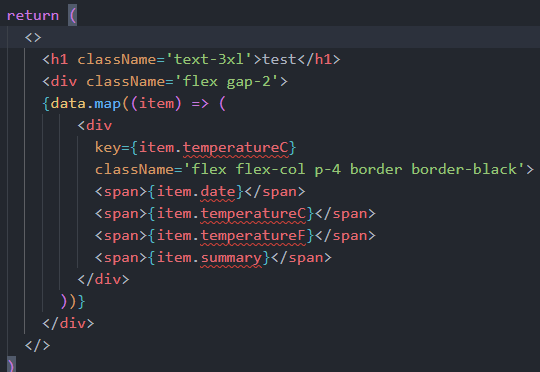 return (
<>
<h1 className='text-3xl'>test</h1>
<div className='flex gap-2'>
{data.map((item) => (
<div
key={item.temperatureC}
className='flex flex-col p-4 border border-black'>
<span>{item.date}</span>
<span>{item.temperatureC}</span>
<span>{item.temperatureF}</span>
<span>{item.summary}</span>
</div>
))}
</div>
</>
)